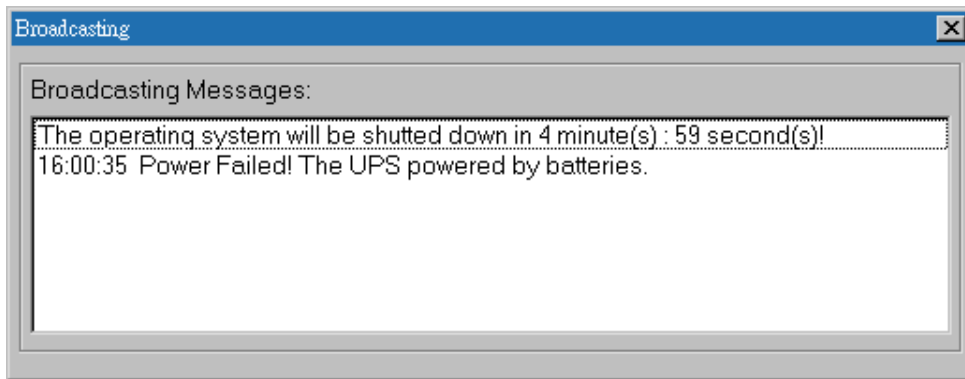 Broadcasting
Broadcasting Messages:
The operating system will be shutted down in 4 minute(s) : 59 second(s)!
16:00:35 Power Failed! The UPS powered by batteries.